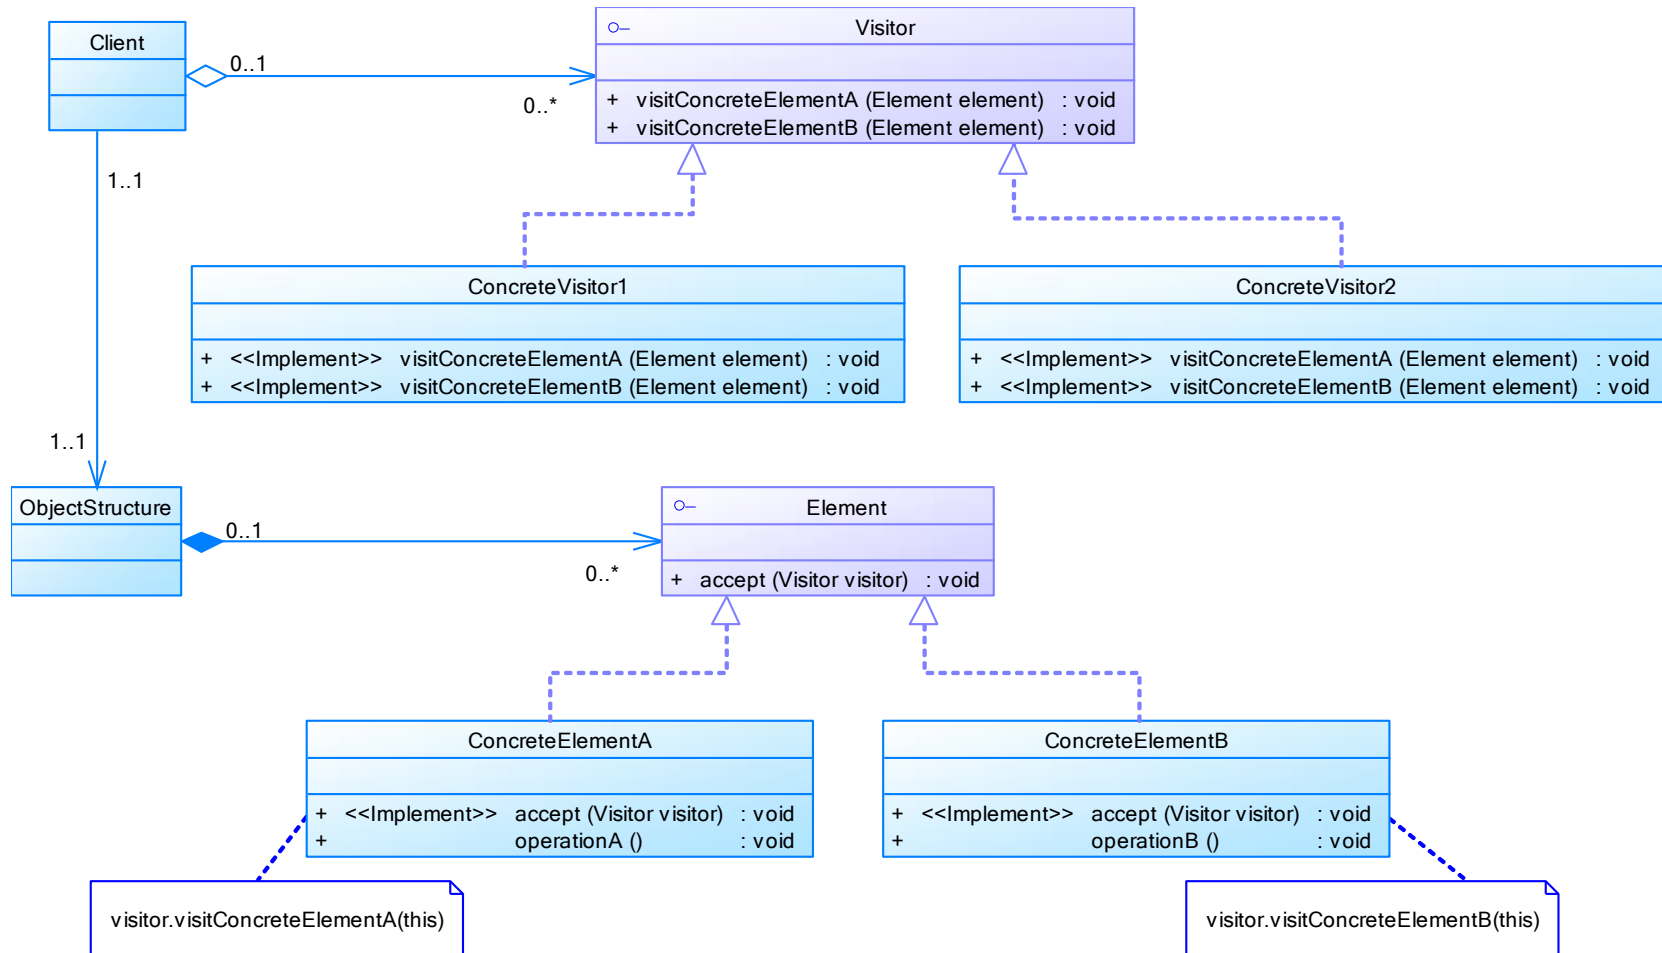 Client
Visitor
0..1
0..*
+ visitConcreteElementA (Element element) : void
+ visitConcreteElementB (Element element) : void
1..1
ConcreteVisitor1
ConcreteVisitor2
+ <<Implement>> visitConcreteElementA (Element element) : void
+ <<Implement>> visitConcreteElementB (Element element) : void
+ <<Implement>> visitConcreteElementA (Element element) : void
+ <<Implement>> visitConcreteElementB (Element element) : void
1..1
ObjectStructure
Element
0..1
0..*
+ accept (Visitor visitor) : void
ConcreteElementA
ConcreteElementB
+ <<Implement>> accept (Visitor visitor) : void
+ operationA () : void
+ <<Implement>> accept (Visitor visitor) : void
+ operationB () : void
visitor.visitConcreteElementA(this)
visitor.visitConcreteElementB(this)